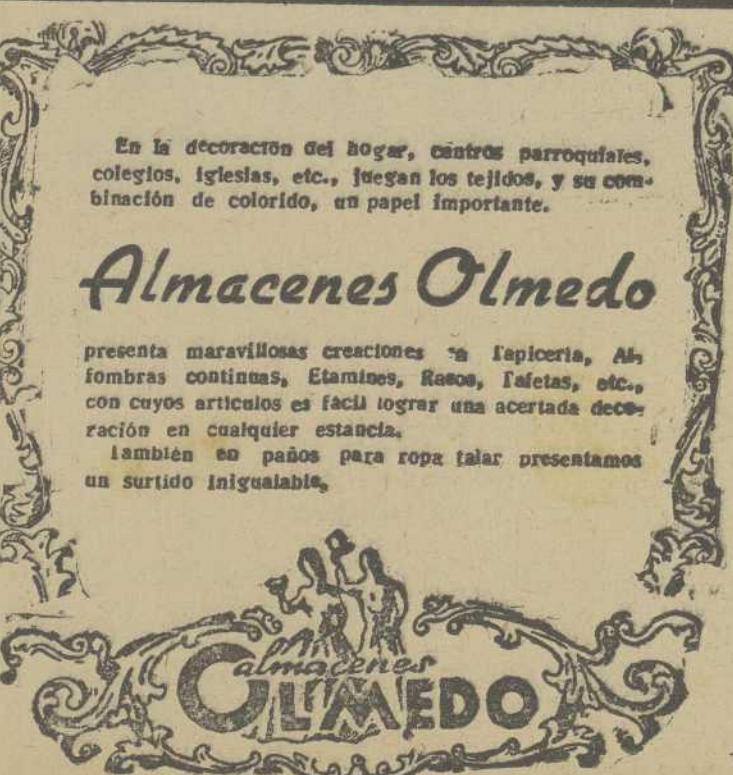 En la decoración del hogar, centros parroquiales,
colegios, iglesias, etc., juegan los tejidos, y su com-
binación de colorido, un papel importante.
Almacenes Olmedo
presenta maravillosas creaciones en Tapicería, Al-
fombras continuas, Etamines, Rasos, Tafetas, etc.,
con cuyos articulos es fácil lograr una acertada deco-
ración en cualquier estancia.
También en paños para ropa talar presentamos
un surtido inigualable.
almacenes
OLMEDO